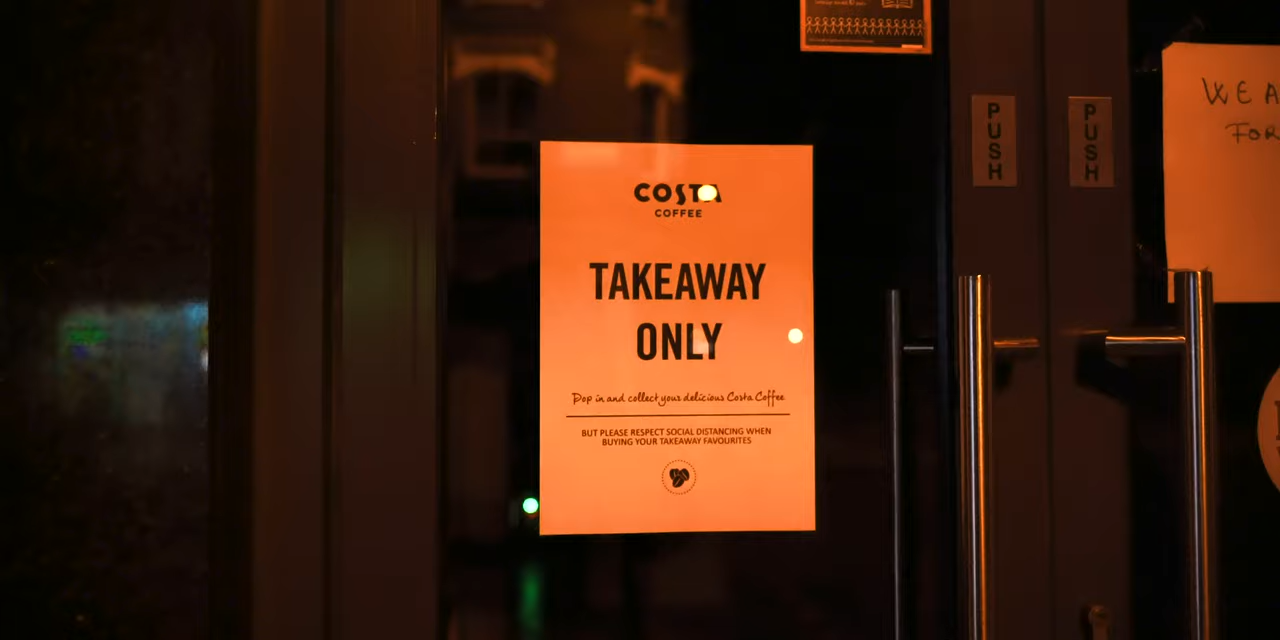 COSTA
COFFEE
TAKEAWAY
ONLY
Pop in and collect your delicious Costa Coffee
BUT PLEASE RESPECT SOCIAL DISTANCING WHEN
BUYING YOUR TAKEAWAY FAVOURITES
PUSH
PUSH
WE A
FOR